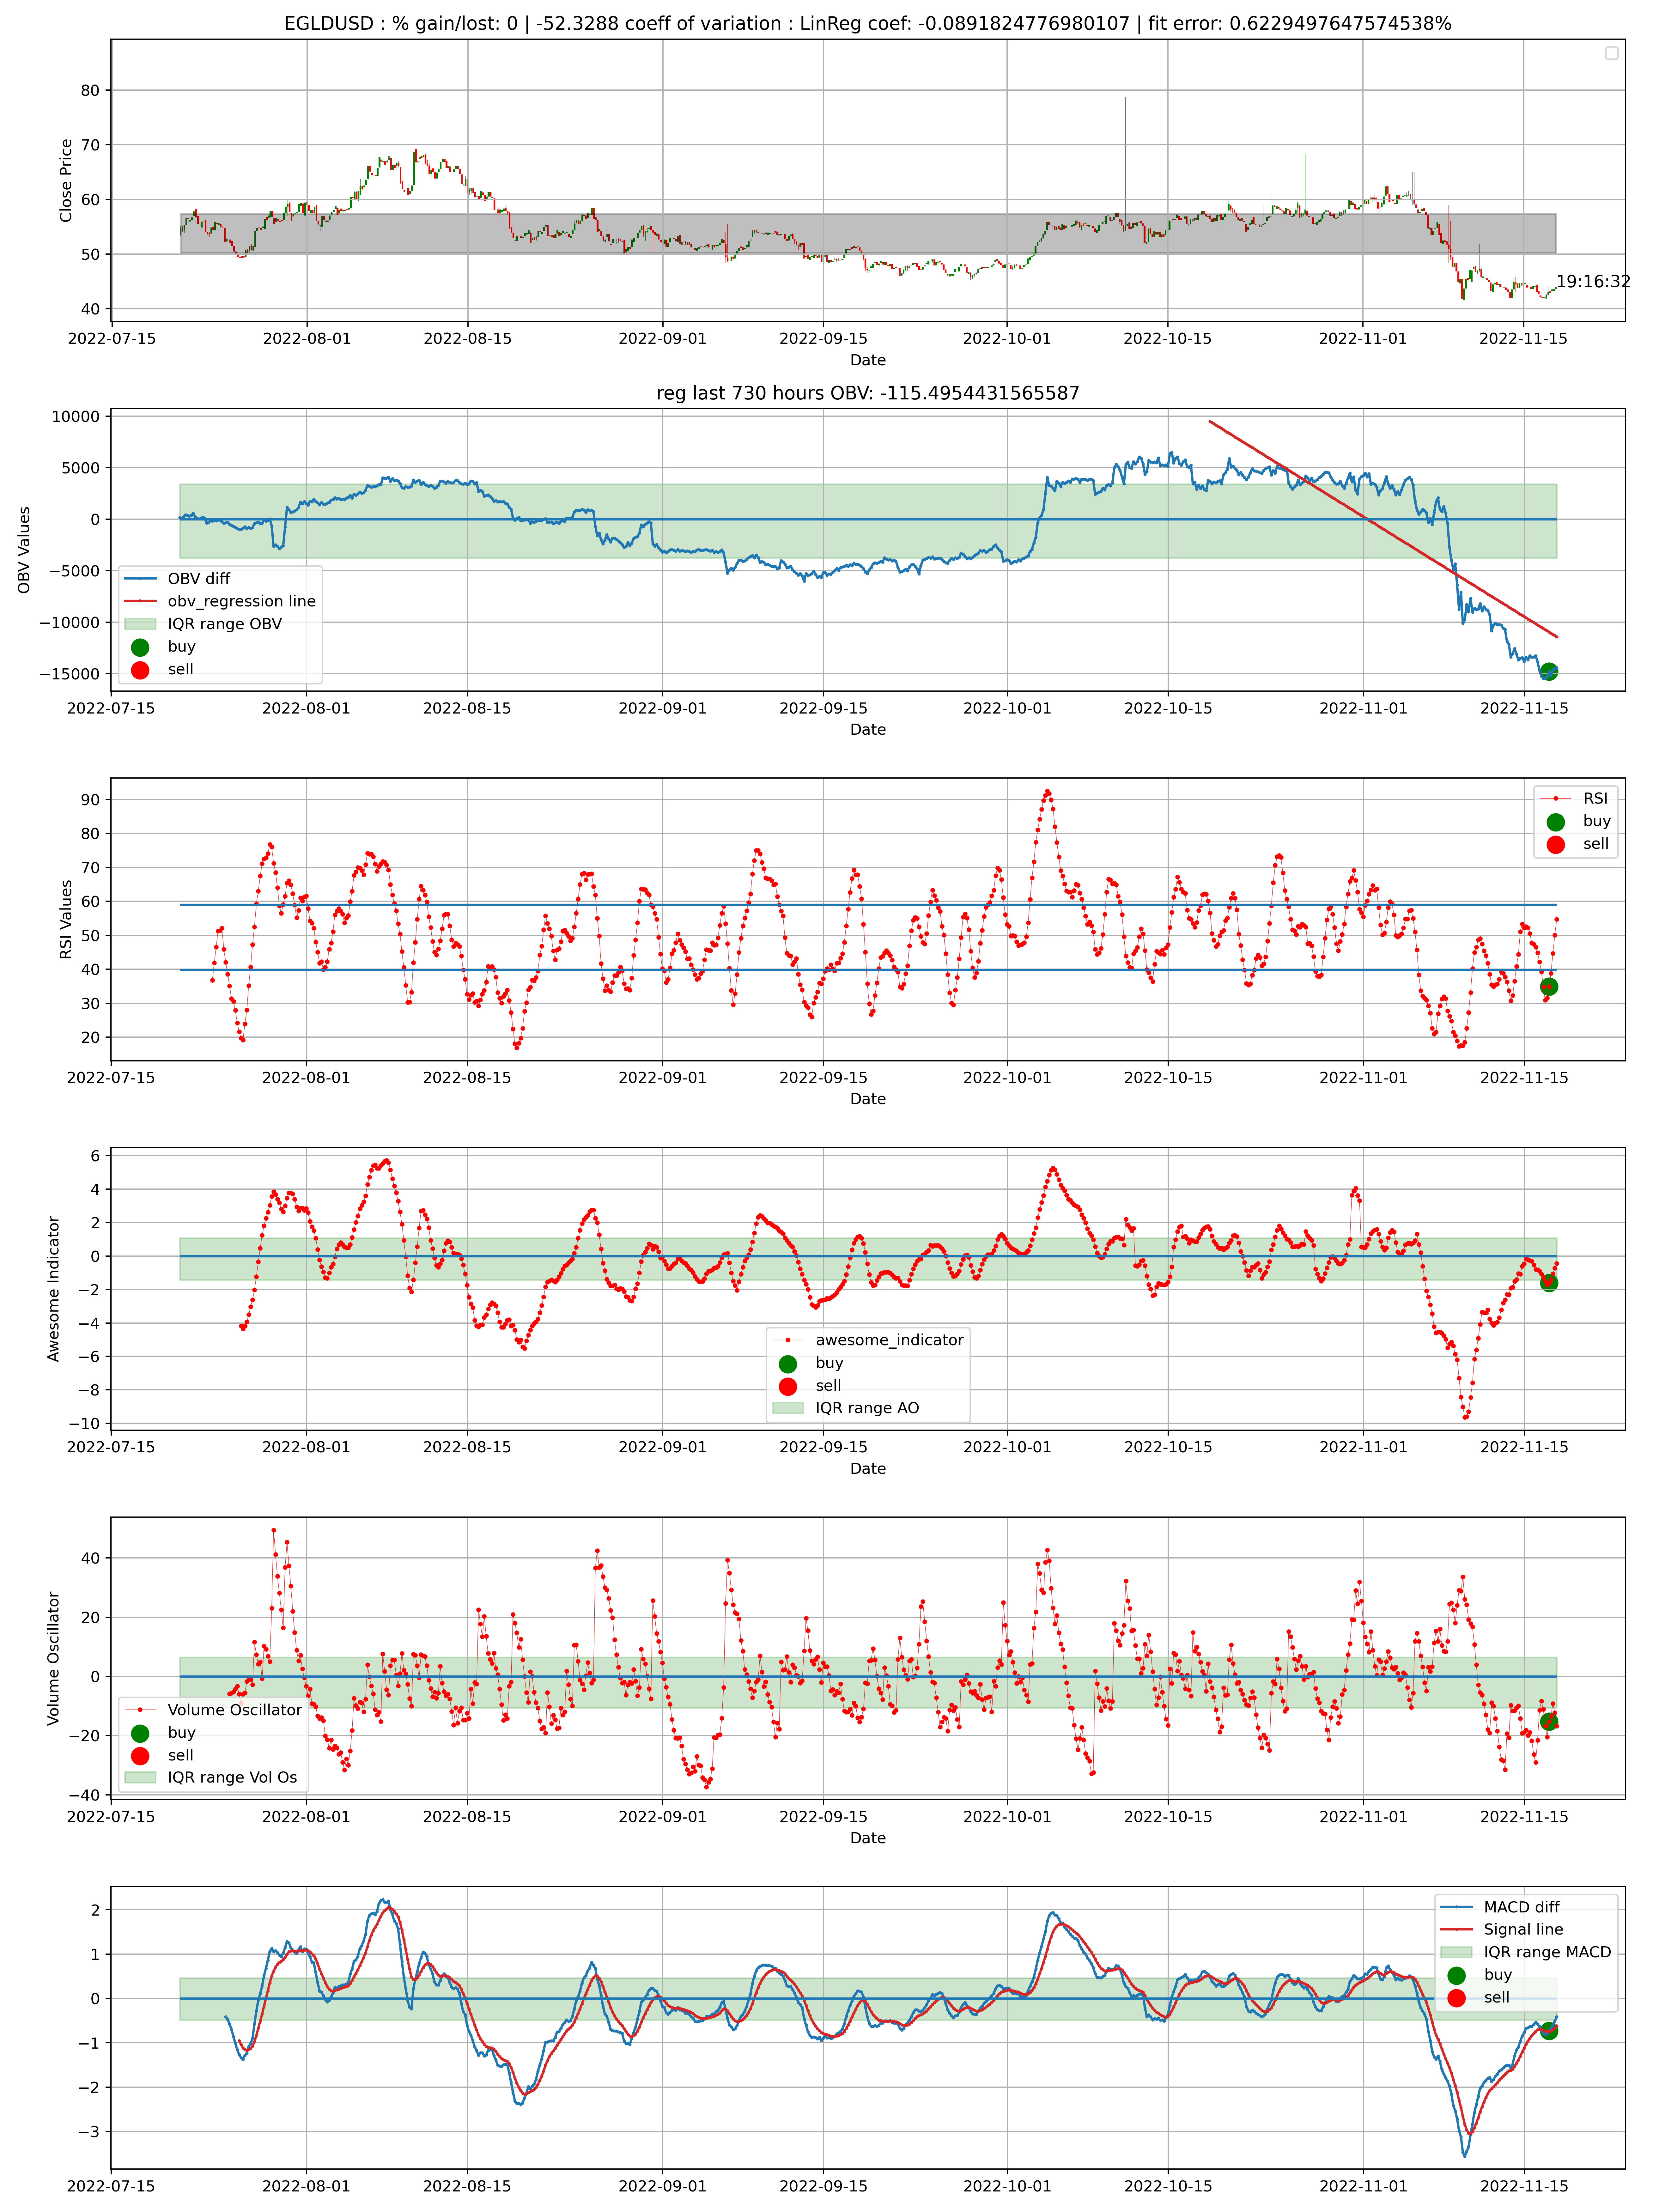 EGLDUSD : % gain/lost: 0 | -52.3288 coeff of variation : LinReg coef: -0.0891824776980107 | fit error: 0.6229497647574538%
Close Price
80
70
60
50
40
19:16:32
2022-07-15 2022-08-01 2022-08-15 2022-09-01 2022-09-15 2022-10-01 2022-10-15 2022-11-01 2022-11-15
Date
reg last 730 hours OBV: -115.4954431565587
OBV Values
10000
5000
0
−5000
−10000
−15000
OBV diff
obv_regression line
IQR range OBV
buy
sell
2022-07-15 2022-08-01 2022-08-15 2022-09-01 2022-09-15 2022-10-01 2022-10-15 2022-11-01 2022-11-15
Date
RSI Values
90
80
70
60
50
40
30
20
RSI
buy
sell
2022-07-15 2022-08-01 2022-08-15 2022-09-01 2022-09-15 2022-10-01 2022-10-15 2022-11-01 2022-11-15
Date
Awesome Indicator
6
4
2
0
−2
−4
−6
−8
−10
awesome_indicator
buy
sell
IQR range AO
2022-07-15 2022-08-01 2022-08-15 2022-09-01 2022-09-15 2022-10-01 2022-10-15 2022-11-01 2022-11-15
Date
Volume Oscillator
40
20
0
−20
−40
Volume Oscillator
buy
sell
IQR range Vol Os
2022-07-15 2022-08-01 2022-08-15 2022-09-01 2022-09-15 2022-10-01 2022-10-15 2022-11-01 2022-11-15
Date
2
1
0
−1
−2
−3
MACD diff
Signal line
IQR range MACD
buy
sell
2022-07-15 2022-08-01 2022-08-15 2022-09-01 2022-09-15 2022-10-01 2022-10-15 2022-11-01 2022-11-15